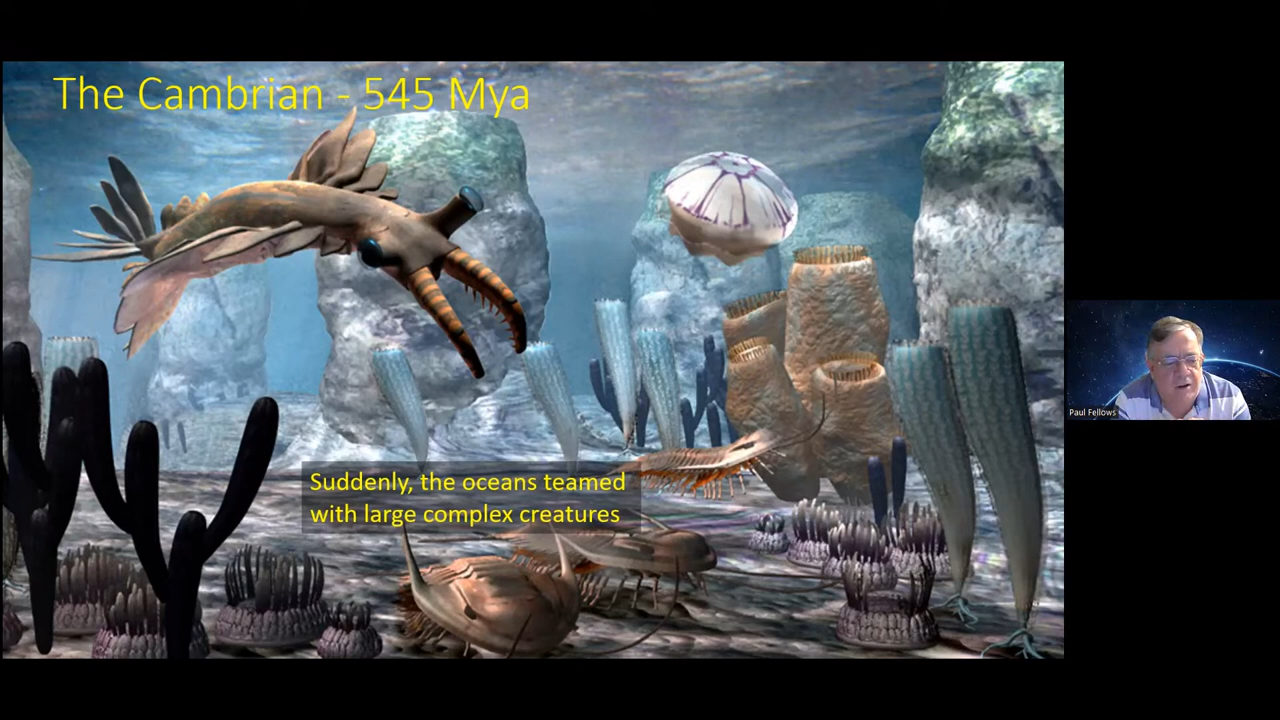 The Cambrian - 545 Mya
Suddenly, the oceans teamed
with large complex creatures
Paul Fellows